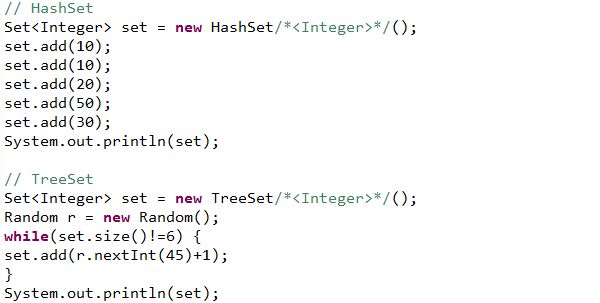 // HashSet
Set<Integer> set = new HashSet/*<Integer>*/();
set.add(10);
set.add(10);
set.add(20);
set.add(50);
set.add(30);
System.out.println(set);

// TreeSet
Set<Integer> set = new TreeSet/*<Integer>*/();
Random r = new Random();
while(set.size()!=6) {
set.add(r.nextInt(45)+1);
}
System.out.println(set);